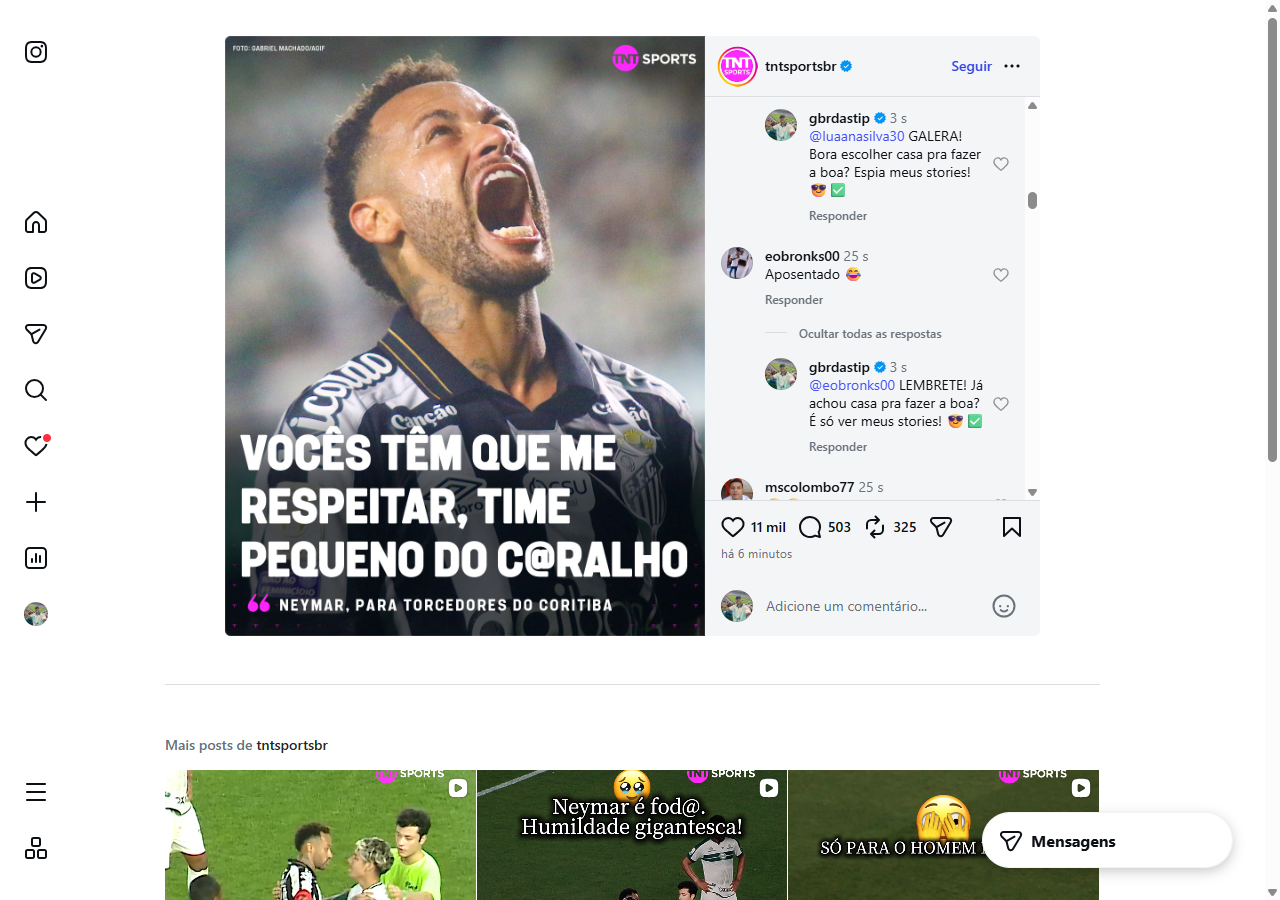 FOTO: GABRIEL MACHADO/AGIF
TNT SPORTS
icaldo
Canção
VOCÊS TÊM QUE ME
RESPEITAR, TIME
PEQUENO DO C@RALHO
NEYMAR, PARA TORCEDORES DO CORITIBA
TNT
SPORTS
tntsportsbr
Seguir
gbrdastip 3 s
@luaanasilva30 GALERA!
Bora escolher casa pra fazer
a boa? Espia meus stories!
😎 ✅
Responder
eobronks00 25 s
Aposentado 😂
Responder
Ocultar todas as respostas
gbrdastip 3 s
@eobronks00 LEMBRETE! Já
achou casa pra fazer a boa?
É só ver meus stories! 😎 ✅
Responder
mscolombo77 25 s
11 mil
503
325
há 6 minutos
Adicione um comentário...
Mais posts de tntsportsbr
TNT SPORTS
TNT SPORTS
Neymar é fod@.
Humildade gigantesca!
TNT SPORTS
SÓ PARA O HOMEM
Mensagens